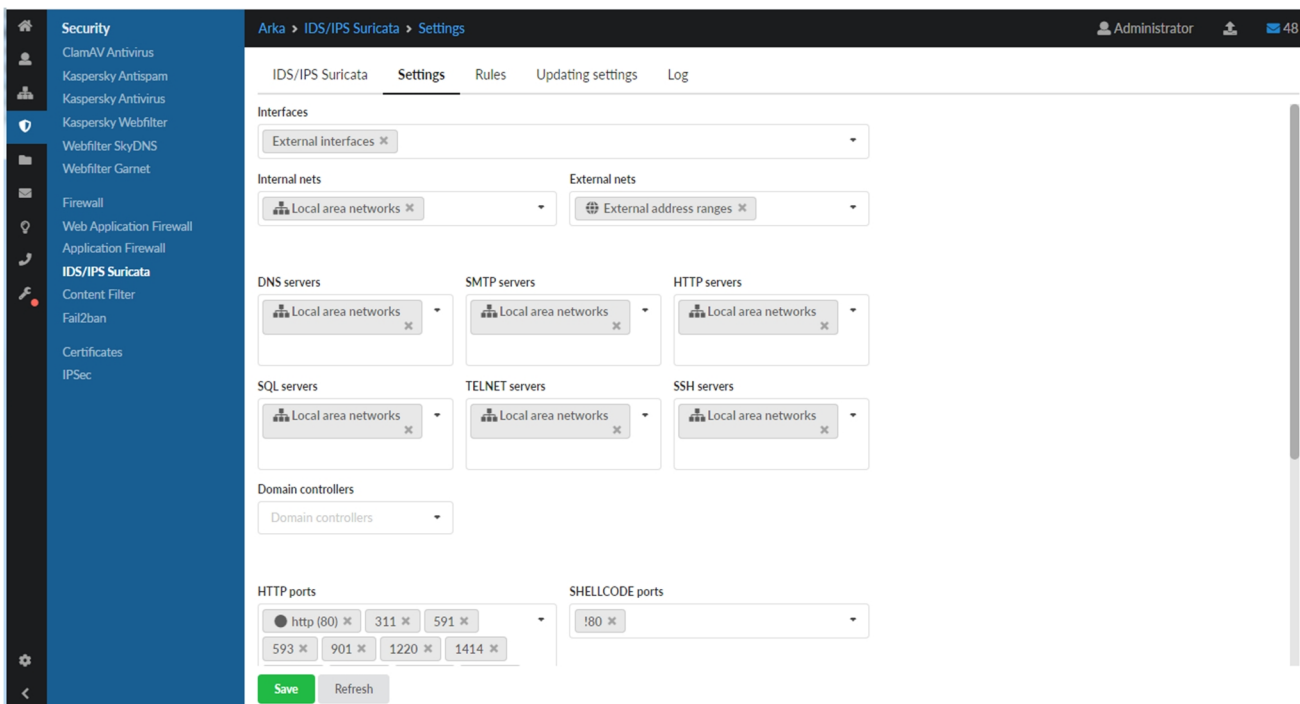 Security
ClamAV Antivirus
Kaspersky Antispam
Kaspersky Antivirus
Kaspersky Webfilter
Webfilter SkyDNS
Webfilter Garnet
Firewall
Web Application Firewall
Application Firewall
IDS/IPS Suricata
Content Filter
Fail2ban
Certificates
IPSec
Arka > IDS/IPS Suricata > Settings
Administrator 48
IDS/IPS Suricata Settings Rules Updating settings Log
Interfaces
External interfaces ×
Internal nets External nets
Local area networks × External address ranges ×
DNS servers SMTP servers HTTP servers
Local area networks × Local area networks × Local area networks ×
SQL servers TELNET servers SSH servers
Local area networks × Local area networks × Local area networks ×
Domain controllers
Domain controllers
HTTP ports SHELLCODE ports
http (80) × 311 × 591 × !80 ×
593 × 901 × 1220 × 1414 ×
Save Refresh